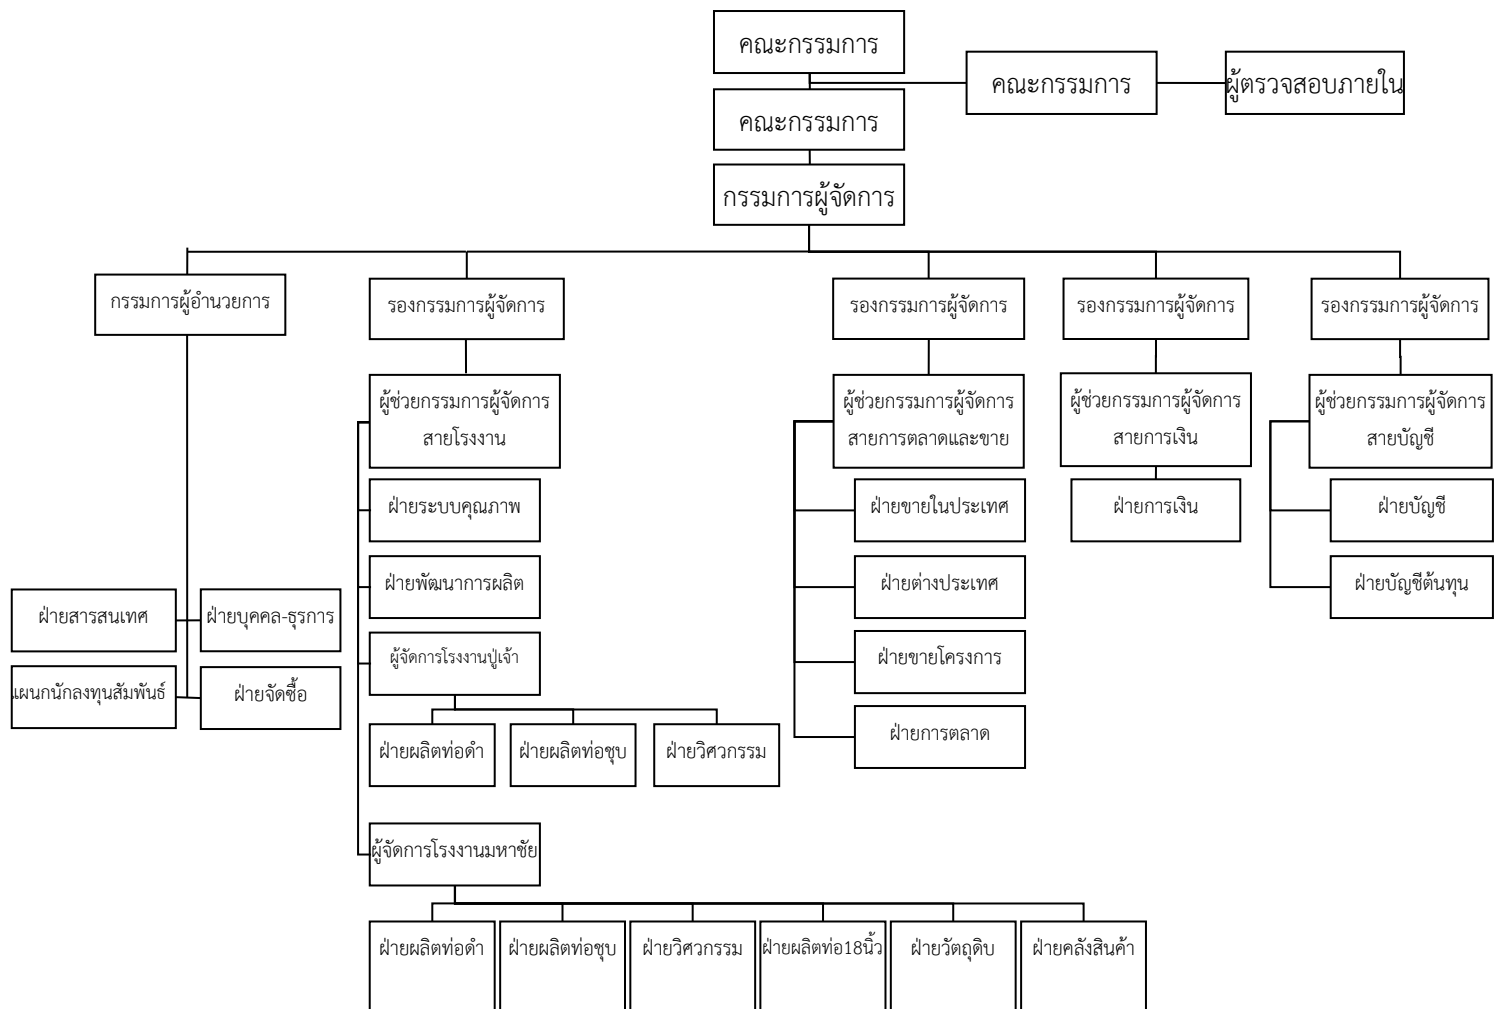 คณะกรรมการ
คณะกรรมการ
ผู้ตรวจสอบภายใน
คณะกรรมการ
กรรมการผู้จัดการ
กรรมการผู้อำนวยการ
รองกรรมการผู้จัดการ
รองกรรมการผู้จัดการ
รองกรรมการผู้จัดการ
รองกรรมการผู้จัดการ
ผู้ช่วยกรรมการผู้จัดการ
สายโรงงาน
ผู้ช่วยกรรมการผู้จัดการ
สายการตลาดและขาย
ผู้ช่วยกรรมการผู้จัดการ
สายการเงิน
ผู้ช่วยกรรมการผู้จัดการ
สายบัญชี
ฝ่ายระบบคุณภาพ
ฝ่ายขายในประเทศ
ฝ่ายการเงิน
ฝ่ายบัญชี
ฝ่ายพัฒนาการผลิต
ฝ่ายต่างประเทศ
ฝ่ายบัญชีต้นทุน
ฝ่ายสารสนเทศ
ฝ่ายบุคคล-ธุรการ
ผู้จัดการโรงงานปู่เจ้า
ฝ่ายขายโครงการ
แผนกนักลงทุนสัมพันธ์
ฝ่ายจัดซื้อ
ฝ่ายการตลาด
ฝ่ายผลิตท่อดำ
ฝ่ายผลิตท่อชุบ
ฝ่ายวิศวกรรม
ผู้จัดการโรงงานมหาชัย
ฝ่ายผลิตท่อดำ
ฝ่ายผลิตท่อชุบ
ฝ่ายวิศวกรรม
ฝ่ายผลิตท่อ18นิ้ว
ฝ่ายวัตถุดิบ
ฝ่ายคลังสินค้า